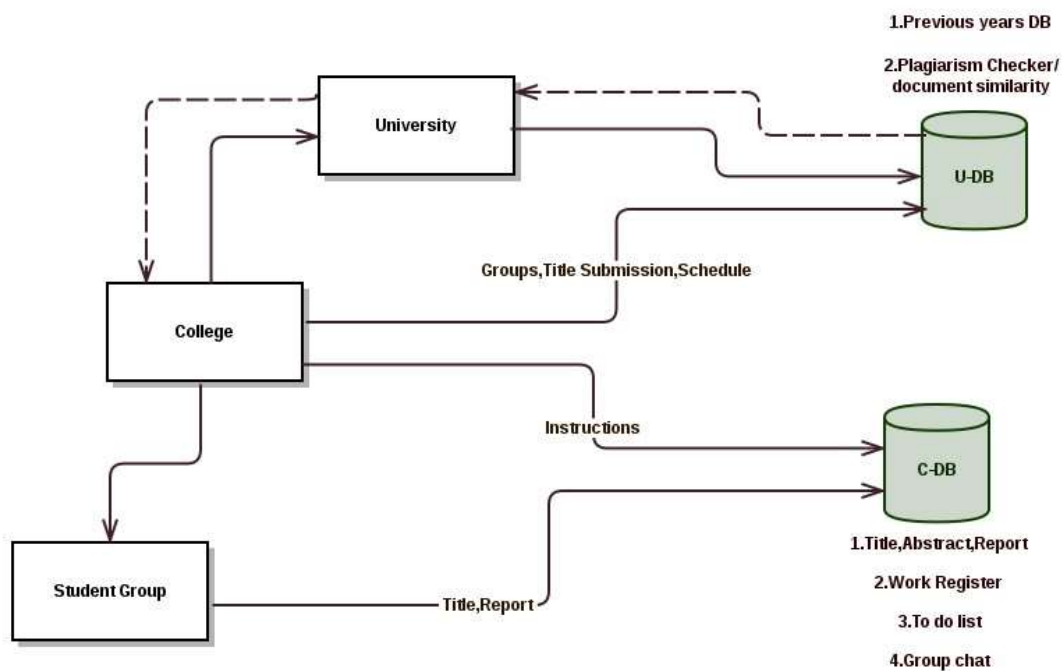 1.Previous years DB
2.Plagiarism Checker/
document similarity
University
U-DB
Groups,Title Submission,Schedule
College
Instructions
C-DB
1.Title,Abstract,Report
Student Group
Title,Report
2.Work Register
3.To do list
4.Group chat